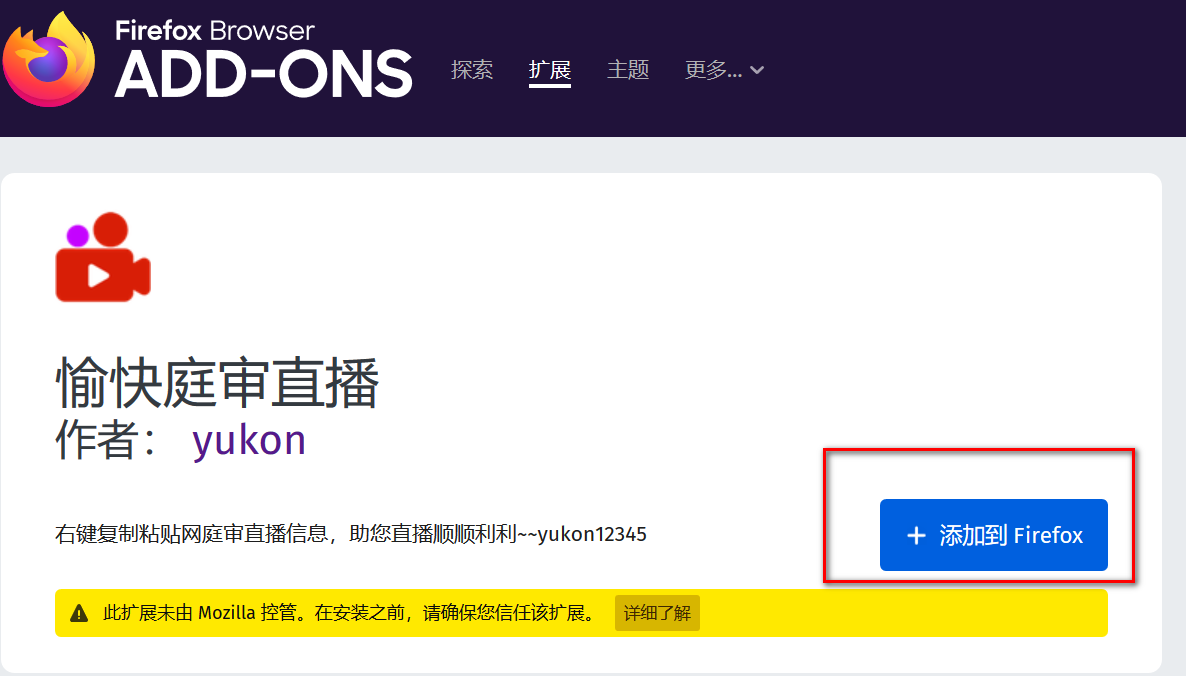 Firefox Browser
ADD-ONS
探索 扩展 主题 更多...
愉快庭审直播
作者： yukon
右键复制粘贴网庭审直播信息，助您直播顺顺利利~~yukon12345
+ 添加到 Firefox
此扩展未由 Mozilla 控管。在安装之前，请确保您信任该扩展。 详细了解